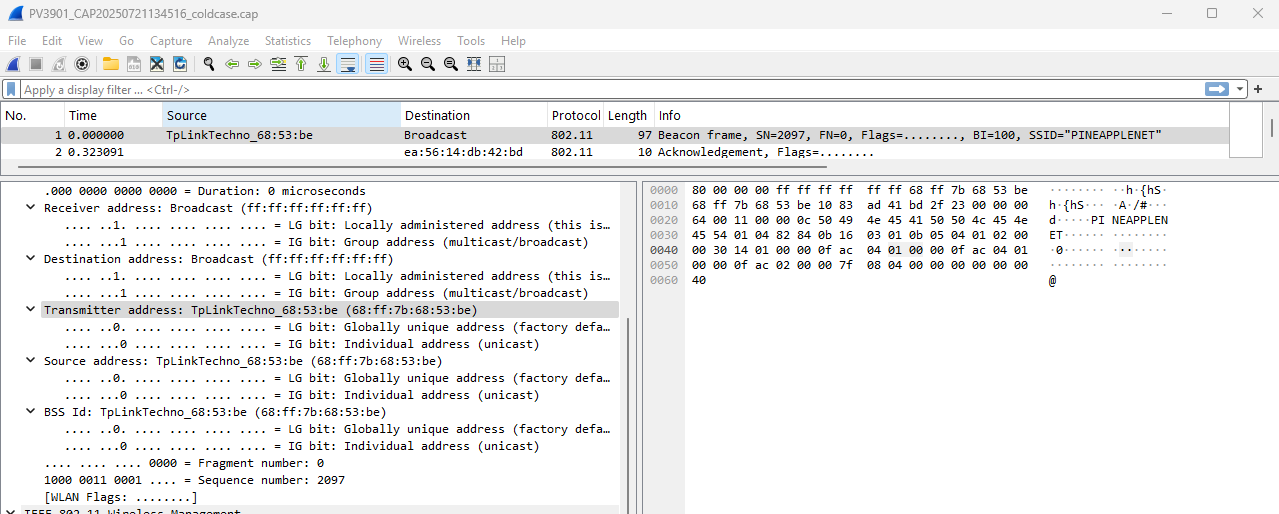 PV3901_CAP20250721134516_coldcase.cap
File Edit View Go Capture Analyze Statistics Telephony Wireless Tools Help
Apply a display filter ... <Ctrl-/>
No. Time Source Destination Protocol Length Info
1 0.000000 TpLinkTechno_68:53:be Broadcast 802.11 97 Beacon frame, SN=2097, FN=0, Flags=........, BI=100, SSID="PINEAPPLENET"
2 0.323091 ea:56:14:db:42:bd 802.11 10 Acknowledgement, Flags=........
.000 0000 0000 0000 = Duration: 0 microseconds
Receiver address: Broadcast (ff:ff:ff:ff:ff:ff)
.... ..1. .... .... .... .... = LG bit: Locally administered address (this is…
.... ...1 .... .... .... .... = IG bit: Group address (multicast/broadcast)
Destination address: Broadcast (ff:ff:ff:ff:ff:ff)
.... ..1. .... .... .... .... = LG bit: Locally administered address (this is…
.... ...1 .... .... .... .... = IG bit: Group address (multicast/broadcast)
Transmitter address: TpLinkTechno_68:53:be (68:ff:7b:68:53:be)
.... ..0. .... .... .... .... = LG bit: Globally unique address (factory defa…
.... ...0 .... .... .... .... = IG bit: Individual address (unicast)
Source address: TpLinkTechno_68:53:be (68:ff:7b:68:53:be)
.... ..0. .... .... .... .... = LG bit: Globally unique address (factory defa…
.... ...0 .... .... .... .... = IG bit: Individual address (unicast)
BSS Id: TpLinkTechno_68:53:be (68:ff:7b:68:53:be)
.... ..0. .... .... .... .... = LG bit: Globally unique address (factory defa…
.... ...0 .... .... .... .... = IG bit: Individual address (unicast)
.... .... .... 0000 = Fragment number: 0
1000 0011 0001 .... = Sequence number: 2097
[WLAN Flags: ........]
IEEE 802.11 Wireless Management
0000 80 00 00 00 ff ff ff ff ff ff 68 ff 7b 68 53 be ········ ··h·{hS·
0010 68 ff 7b 68 53 be 10 83 ad 41 bd 2f 23 00 00 00 h·{hS··· ·A·/#···
0020 64 00 11 00 00 0c 50 49 4e 45 41 50 50 4c 45 4e d·····PI NEAPPLEN
0030 45 54 01 04 82 84 0b 16 03 01 0b 05 04 01 02 00 ET······ ········
0040 00 30 14 01 00 00 0f ac 04 01 00 00 0f ac 04 01 ·0······ ········
0050 00 00 0f ac 02 00 00 7f 08 04 00 00 00 00 00 00 ········ ········
0060 40 @